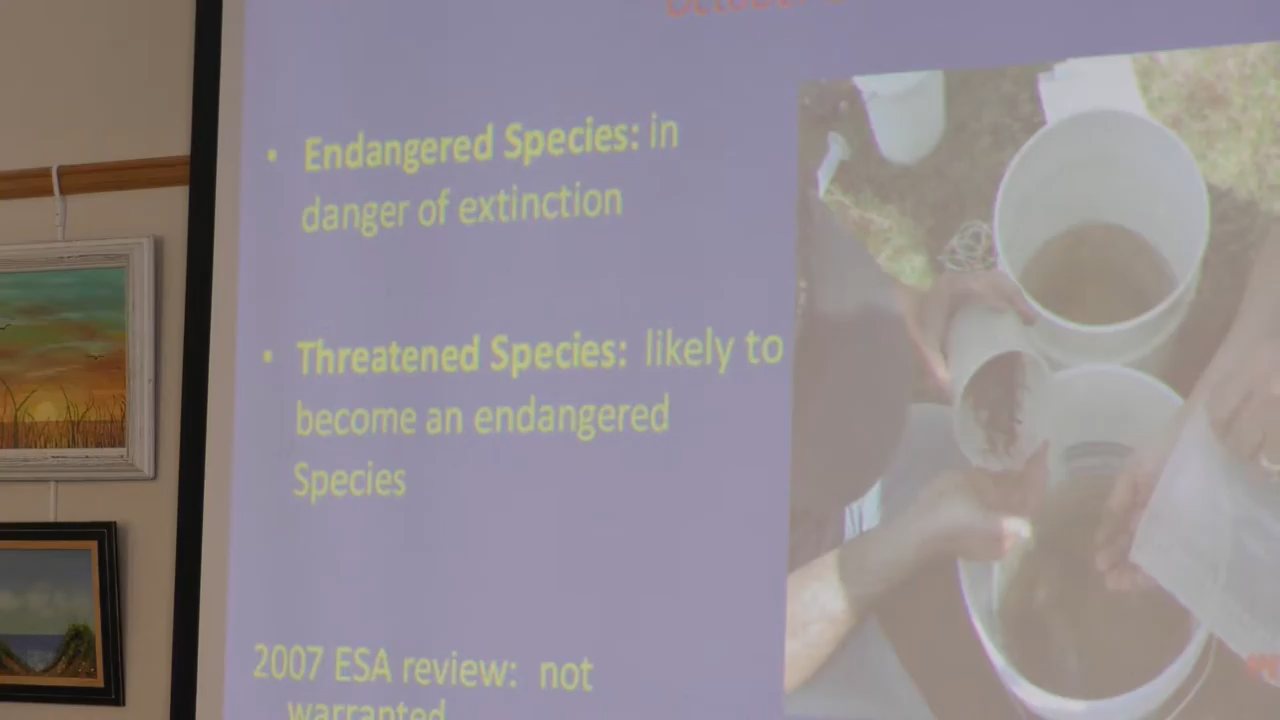 • Endangered Species: in
danger of extinction
• Threatened Species: likely to
become an endangered
Species
2007 ESA review: not
warranted